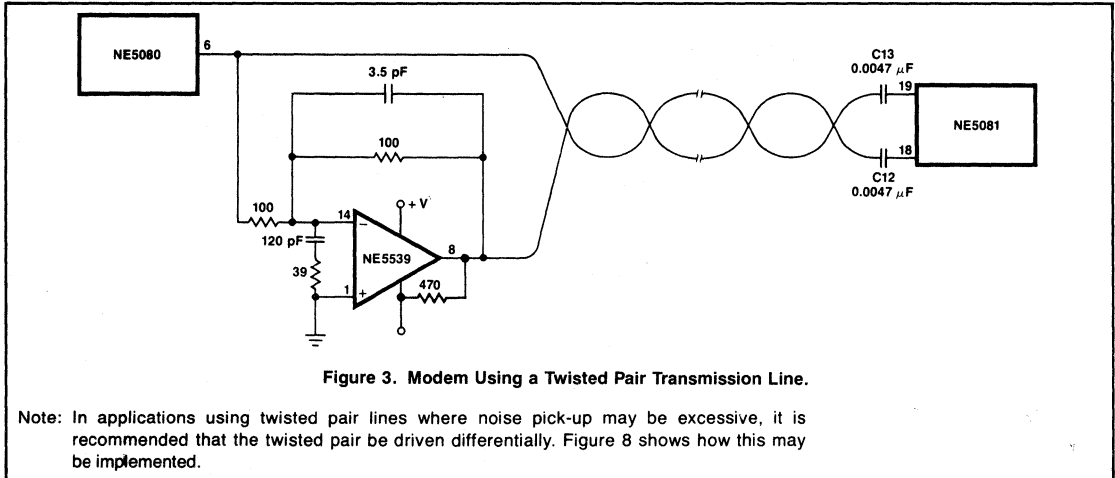 NE5080
6
3.5 pF
100
100
120 pF
39
14
−
1
+
NE5539
+ V
8
470
C13
0.0047 μF
19
NE5081
18
C12
0.0047 μF
Figure 3. Modem Using a Twisted Pair Transmission Line.
Note: In applications using twisted pair lines where noise pick-up may be excessive, it is
recommended that the twisted pair be driven differentially. Figure 8 shows how this may
be implemented.